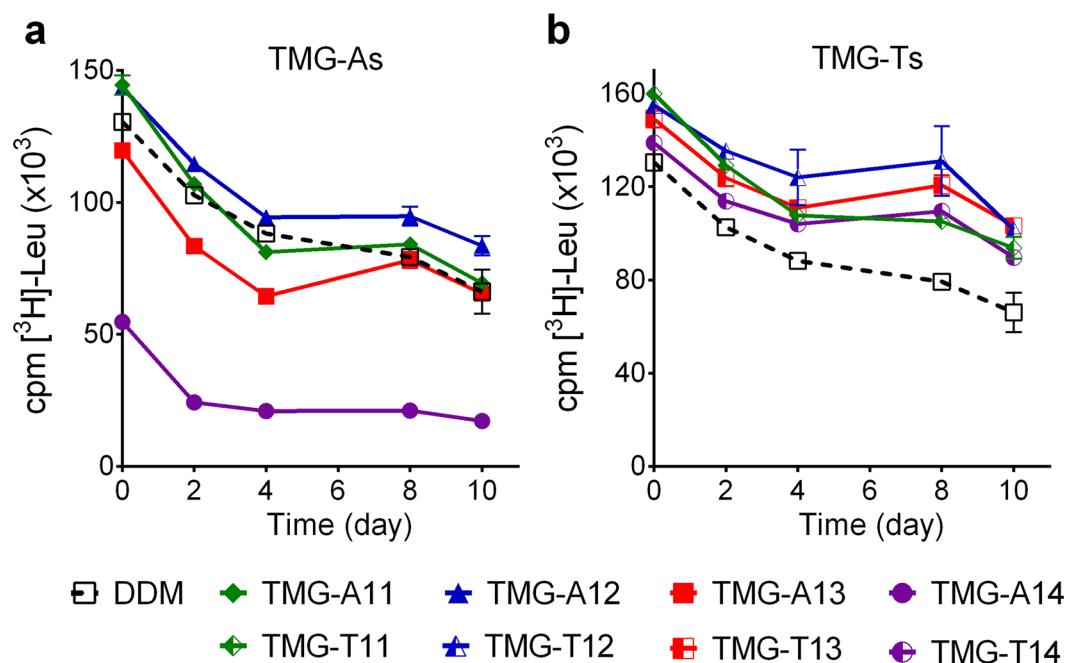 a
TMG-As
b
TMG-Ts
cpm [³H]-Leu (x10³)
150
100
50
0
0 2 4 6 8 10
Time (day)
cpm [³H]-Leu (x10³)
160
120
80
40
0
0 2 4 6 8 10
Time (day)
DDM TMG-A11 TMG-A12 TMG-A13 TMG-A14
TMG-T11 TMG-T12 TMG-T13 TMG-T14